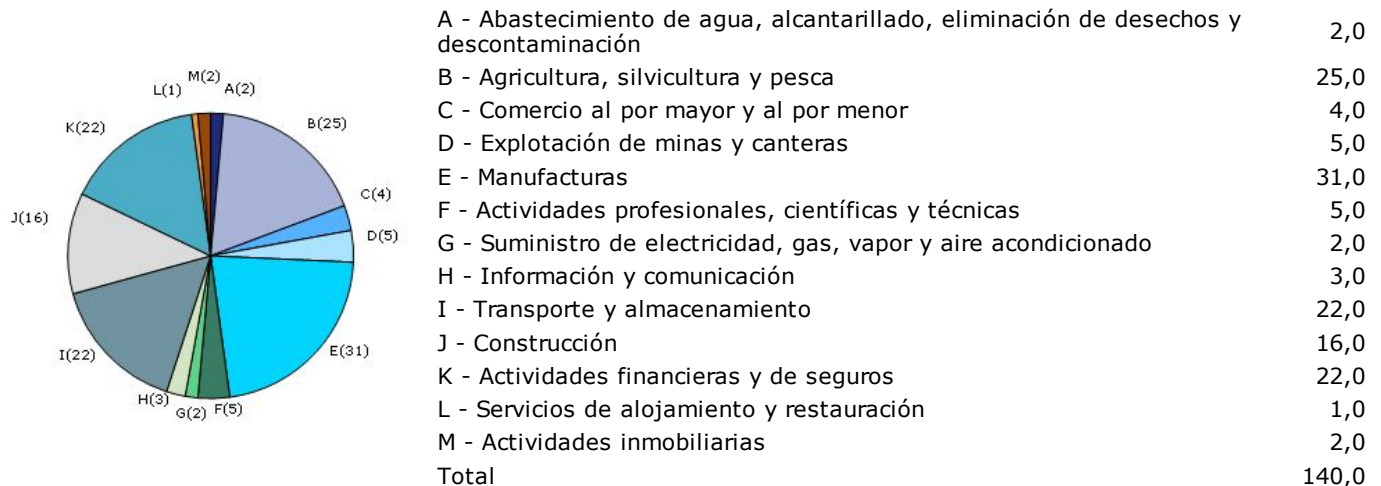 M(2) A(2)
L(1)
K(22) B(25)
C(4)
J(16) D(5)
I(22) E(31)
H(3) G(2) F(5)
A - Abastecimiento de agua, alcantarillado, eliminación de desechos y
descontaminación 2,0
B - Agricultura, silvicultura y pesca 25,0
C - Comercio al por mayor y al por menor 4,0
D - Explotación de minas y canteras 5,0
E - Manufacturas 31,0
F - Actividades profesionales, científicas y técnicas 5,0
G - Suministro de electricidad, gas, vapor y aire acondicionado 2,0
H - Información y comunicación 3,0
I - Transporte y almacenamiento 22,0
J - Construcción 16,0
K - Actividades financieras y de seguros 22,0
L - Servicios de alojamiento y restauración 1,0
M - Actividades inmobiliarias 2,0
Total 140,0